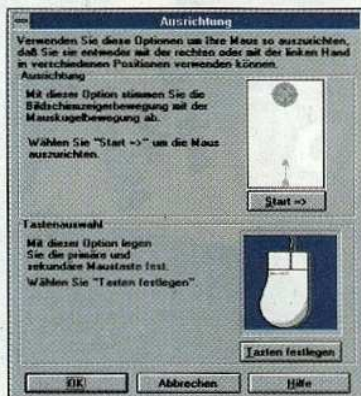 Ausrichtung
Verwenden Sie diese Optionen um Ihre Maus so auszurichten,
daß Sie sie entweder mit der rechten oder mit der linken Hand
in verschiedenen Positionen verwenden können.
Ausrichtung
Mit dieser Option stimmen Sie die
Bildschirmzeigerbewegung mit der
Mauskugelbewegung ab.
Wählen Sie "Start =>" um die Maus
auszurichten.
Start =>
Tastenauswahl
Mit dieser Option legen
Sie die primäre und
sekundäre Maustaste fest.
Wählen Sie "Tasten festlegen"
Tasten festlegen
OK
Abbrechen
Hilfe